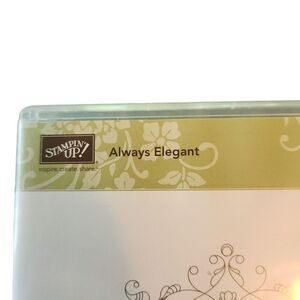 STAMPIN'
UP!
Always Elegant
inspire.create.share.